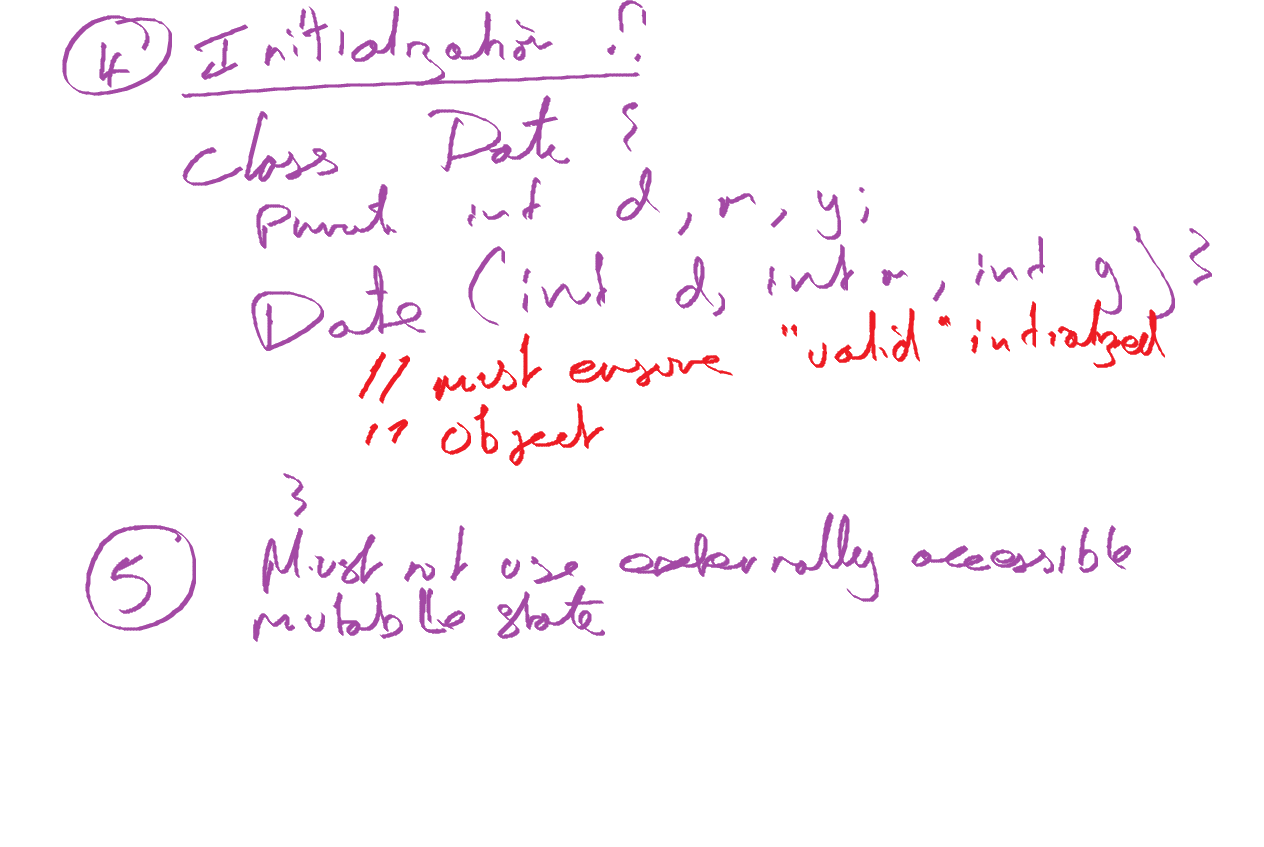 ④ Initialization :?
class Date {
privat int d, m, y;
Date (int d, int m, int y) {
// must ensure "valid" initialized
// object
}
⑤ Must not use externally accessible
mutable state